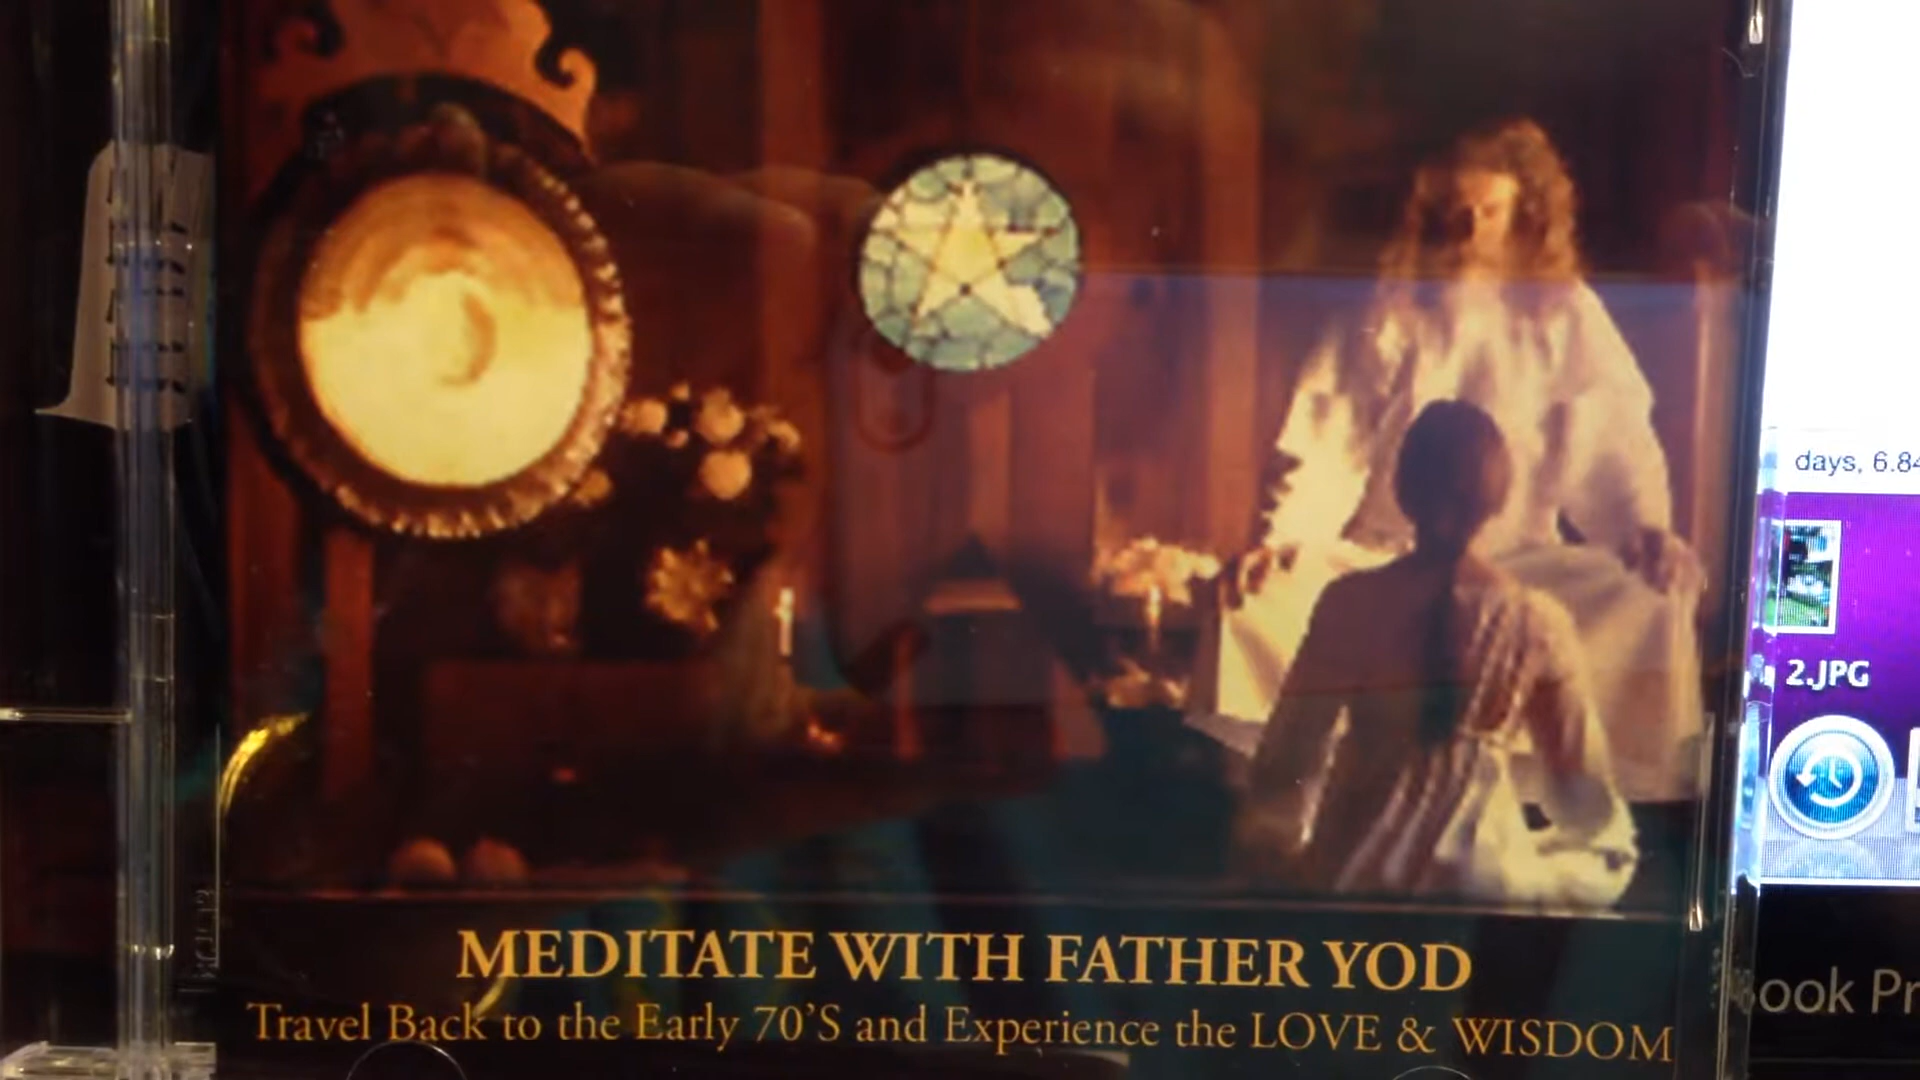 MEDITATE WITH FATHER YOD
Travel Back to the Early 70'S and Experience the LOVE & WISDOM
days, 6.84
2.JPG
Book Pr